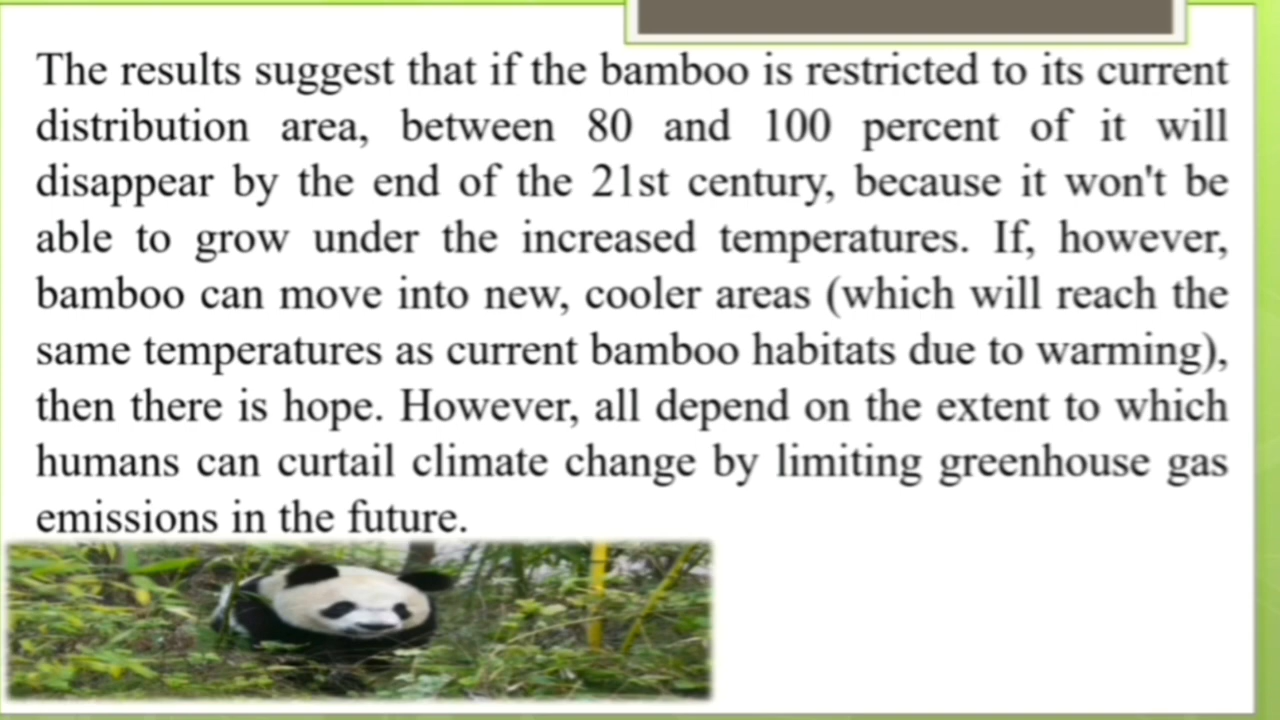 The results suggest that if the bamboo is restricted to its current
distribution area, between 80 and 100 percent of it will
disappear by the end of the 21st century, because it won't be
able to grow under the increased temperatures. If, however,
bamboo can move into new, cooler areas (which will reach the
same temperatures as current bamboo habitats due to warming),
then there is hope. However, all depend on the extent to which
humans can curtail climate change by limiting greenhouse gas
emissions in the future.